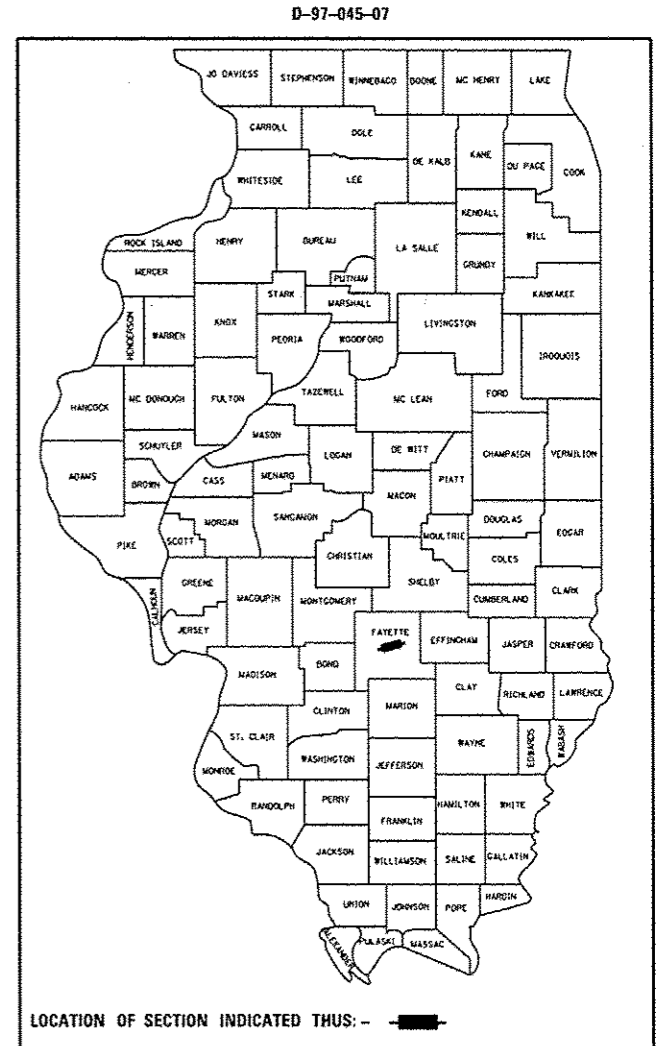 D-97-045-07
JO DAVIESS STEPHENSON WINNEBAGO BOONE MC HENRY LAKE
CARROLL OGLE DE KALB KANE DU PAGE COOK
WHITESIDE LEE
KENDALL WILL
ROCK ISLAND HENRY BUREAU LA SALLE GRUNDY
MERCER PUTNAM
STARK MARSHALL KANKAKEE
HENDERSON WARREN KNOX PEORIA WOODFORD LIVINGSTON IROQUOIS
HANCOCK MC DONOUGH FULTON TAZEWELL MC LEAN FORD
MASON
SCHUYLER LOGAN DE WITT CHAMPAIGN VERMILION
ADAMS BROWN CASS MENARD MACON PIATT
MORGAN SANGAMON DOUGLAS EDGAR
PIKE SCOTT CHRISTIAN MOULTRIE COLES
GREENE MACOUPIN MONTGOMERY SHELBY CUMBERLAND CLARK
CALHOUN JERSEY FAYETTE EFFINGHAM JASPER CRAWFORD
MADISON BOND
CLAY RICHLAND LAWRENCE
CLINTON MARION
ST. CLAIR WAYNE EDWARDS WABASH
WASHINGTON JEFFERSON
MONROE
RANDOLPH PERRY HAMILTON WHITE
FRANKLIN
JACKSON WILLIAMSON SALINE GALLATIN
UNION JOHNSON POPE HARDIN
ALEXANDER PULASKI MASSAC
LOCATION OF SECTION INDICATED THUS: -